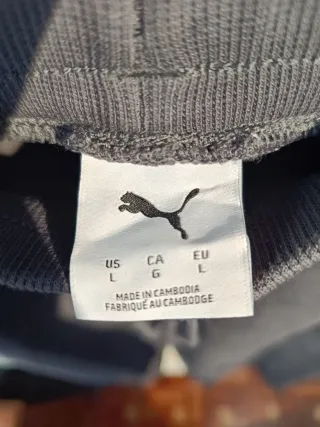 US CA EU
L G L
MADE IN CAMBODIA
FABRIQUÉ AU CAMBODGE